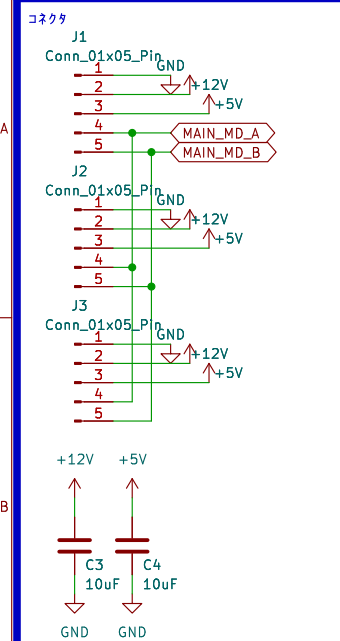 コネクタ
J1
Conn_01x05_Pin
GND
1
+12V
2
+5V
3
A
4
MAIN_MD_A
5
MAIN_MD_B
J2
Conn_01x05_Pin
GND
1
+12V
2
+5V
3
4
5
J3
Conn_01x05_Pin
GND
1
+12V
2
+5V
3
4
5
+12V
+5V
B
C3
10uF
C4
10uF
GND
GND